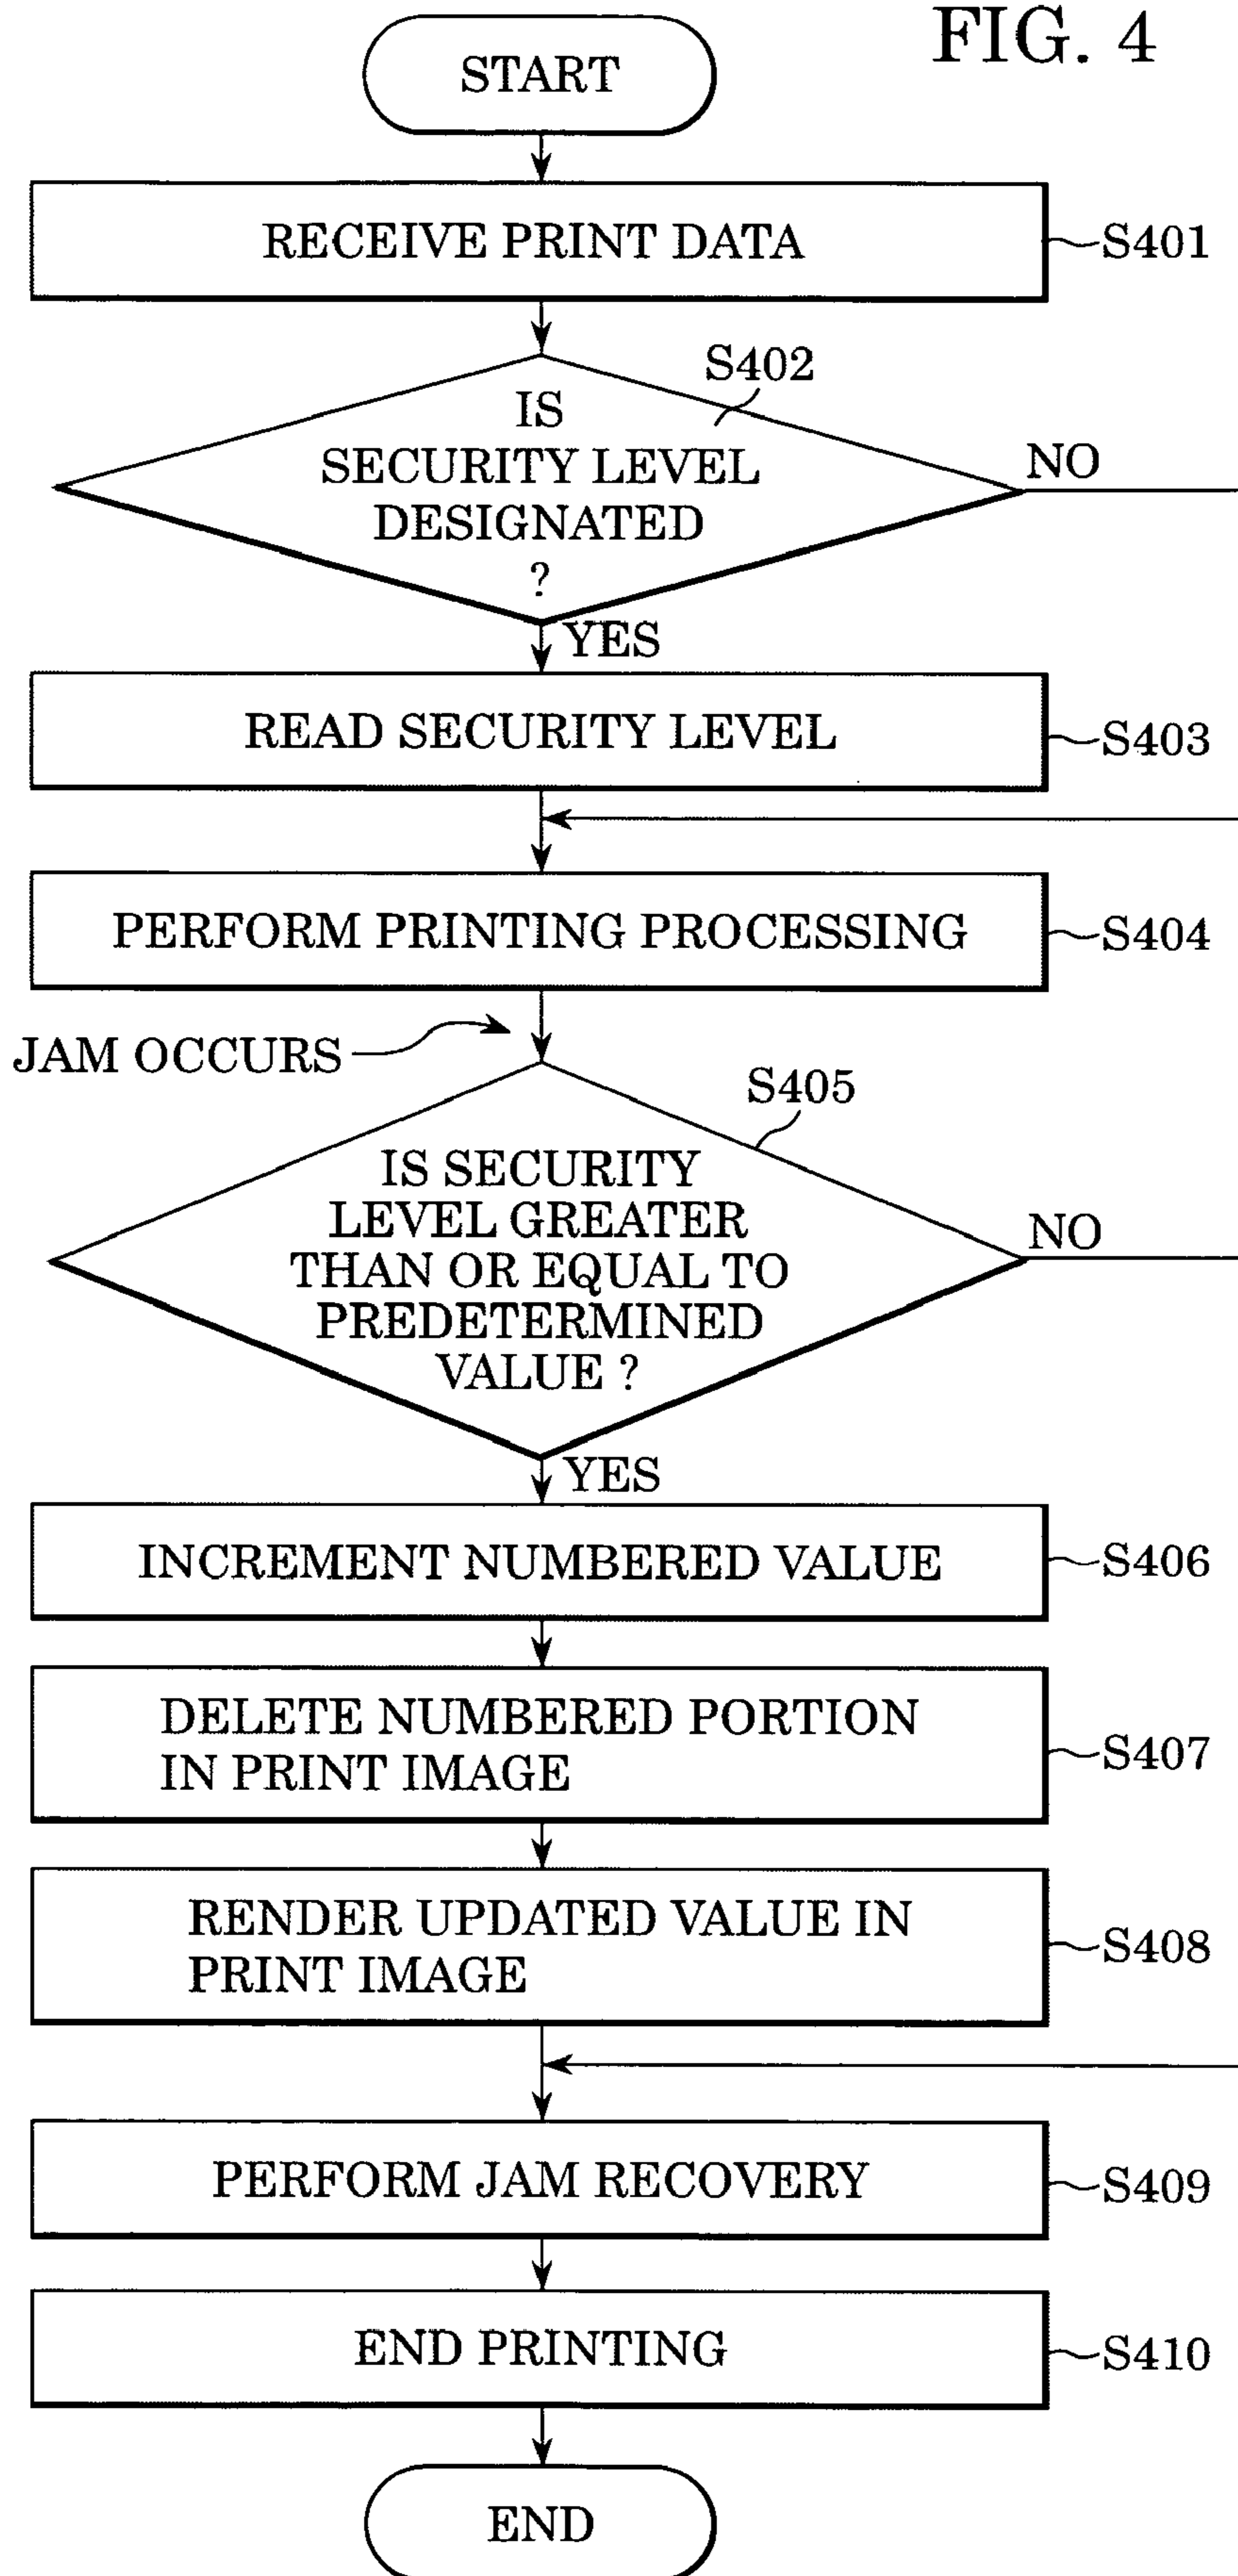 FIG. 4
START
RECEIVE PRINT DATA
S401
S402
IS
SECURITY LEVEL
DESIGNATED
?
NO
YES
READ SECURITY LEVEL
S403
PERFORM PRINTING PROCESSING
S404
JAM OCCURS
S405
IS SECURITY
LEVEL GREATER
THAN OR EQUAL TO
PREDETERMINED
VALUE ?
NO
YES
INCREMENT NUMBERED VALUE
S406
DELETE NUMBERED PORTION
IN PRINT IMAGE
S407
RENDER UPDATED VALUE IN
PRINT IMAGE
S408
PERFORM JAM RECOVERY
S409
END PRINTING
S410
END